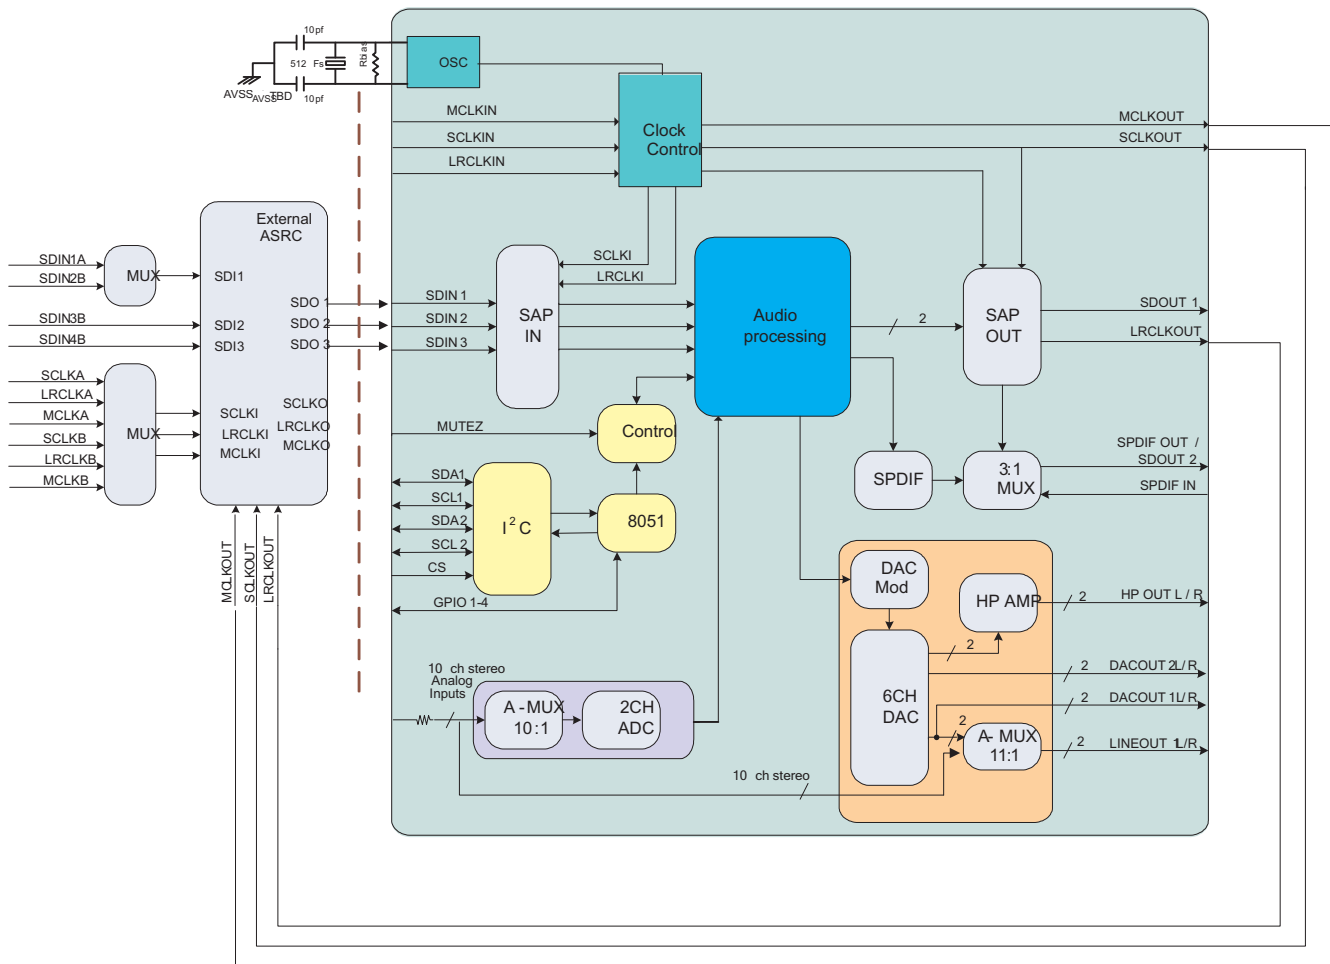 10pf
512 Fs
Rbias
OSC
AVSS
AVSS
TBD
10pf
MCLKIN
SCLKIN
LRCLKIN
Clock
Control
MCLKOUT
SCLKOUT
External
ASRC
SDIN1A
SDIN2B
MUX
SDI1
SDIN3B
SDI2
SDIN4B
SDI3
SDO 1
SDO 2
SDO 3
SDIN 1
SDIN 2
SDIN 3
SAP
IN
SCLKI
LRCLKI
Audio
processing
2
SAP
OUT
SDOUT 1
LRCLKOUT
SCLKA
LRCLKA
MCLKA
SCLKB
LRCLKB
MCLKB
MUX
SCLKI
LRCLKI
MCLKI
SCLKO
LRCLKO
MCLKO
MUTEZ
Control
SDA1
SCL1
SDA2
SCL 2
CS
GPIO 1-4
I2C
8051
SPDIF
3:1
MUX
SPDIF OUT /
SDOUT 2
SPDIF IN
MCLKOUT
SCLKOUT
LRCLKOUT
DAC
Mod
HP AMP
2
HP OUT L / R
2
6CH
DAC
2
DACOUT 2L/ R
2
DACOUT 1L/ R
2
A- MUX
11:1
2
LINEOUT 1L/R
10 ch stereo
Analog
Inputs
A -MUX
10:1
2CH
ADC
10 ch stereo